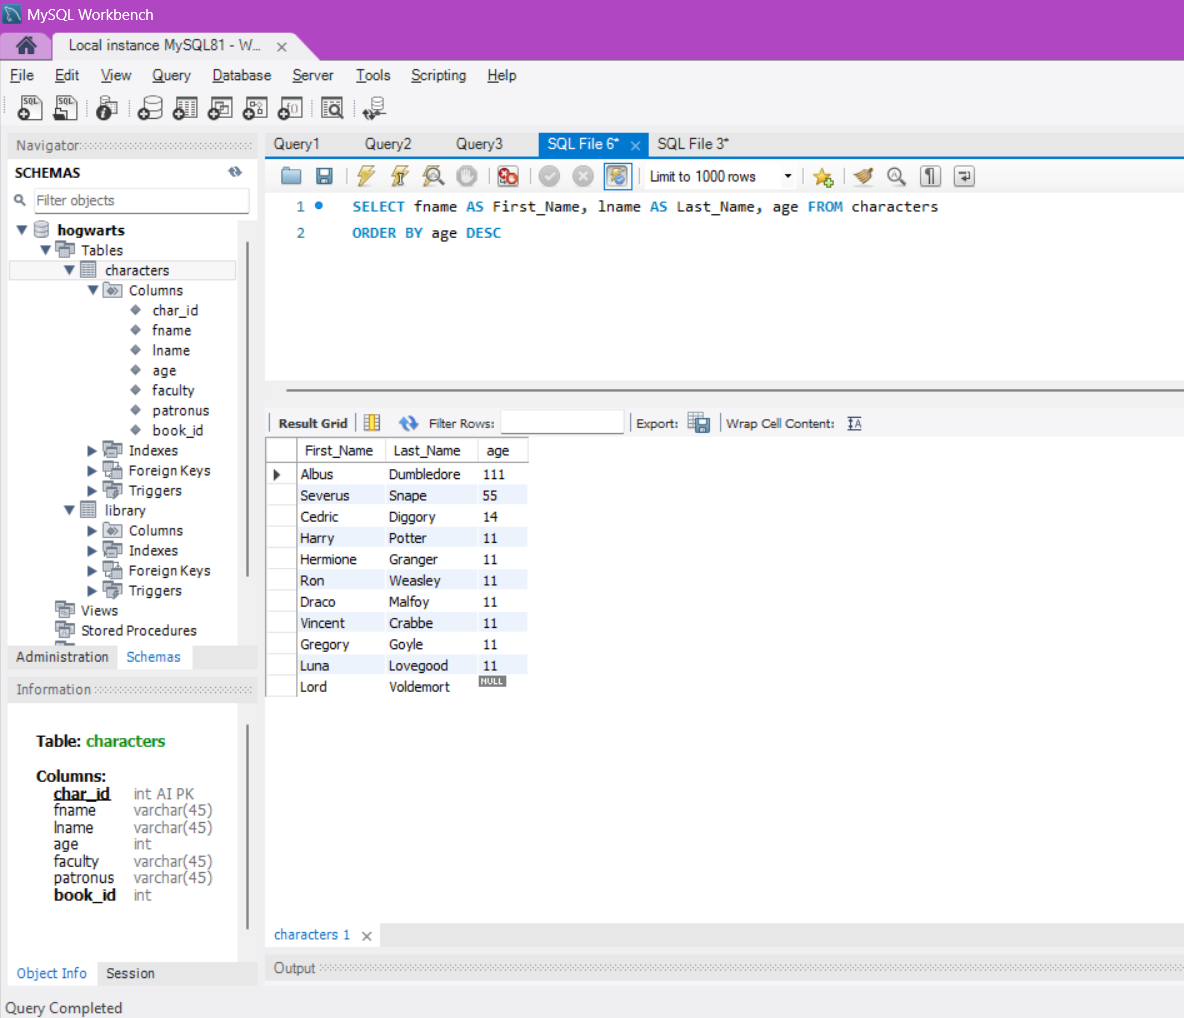 MySQL Workbench
Local instance MySQL81 - W...
File Edit View Query Database Server Tools Scripting Help
Navigator
SCHEMAS
Filter objects
hogwarts
Tables
characters
Columns
char_id
fname
lname
age
faculty
patronus
book_id
Indexes
Foreign Keys
Triggers
library
Columns
Indexes
Foreign Keys
Triggers
Views
Stored Procedures
Administration Schemas
Information
Table: characters
Columns:
char_id int AI PK
fname varchar(45)
lname varchar(45)
age int
faculty varchar(45)
patronus varchar(45)
book_id int
Object Info Session
Query1 Query2 Query3 SQL File 6* SQL File 3*
Limit to 1000 rows
1 SELECT fname AS First_Name, lname AS Last_Name, age FROM characters
2 ORDER BY age DESC
Result Grid Filter Rows: Export: Wrap Cell Content:
First_Name Last_Name age
Albus Dumbledore 111
Severus Snape 55
Cedric Diggory 14
Harry Potter 11
Hermione Granger 11
Ron Weasley 11
Draco Malfoy 11
Vincent Crabbe 11
Gregory Goyle 11
Luna Lovegood 11
Lord Voldemort NULL
characters 1
Output
Query Completed